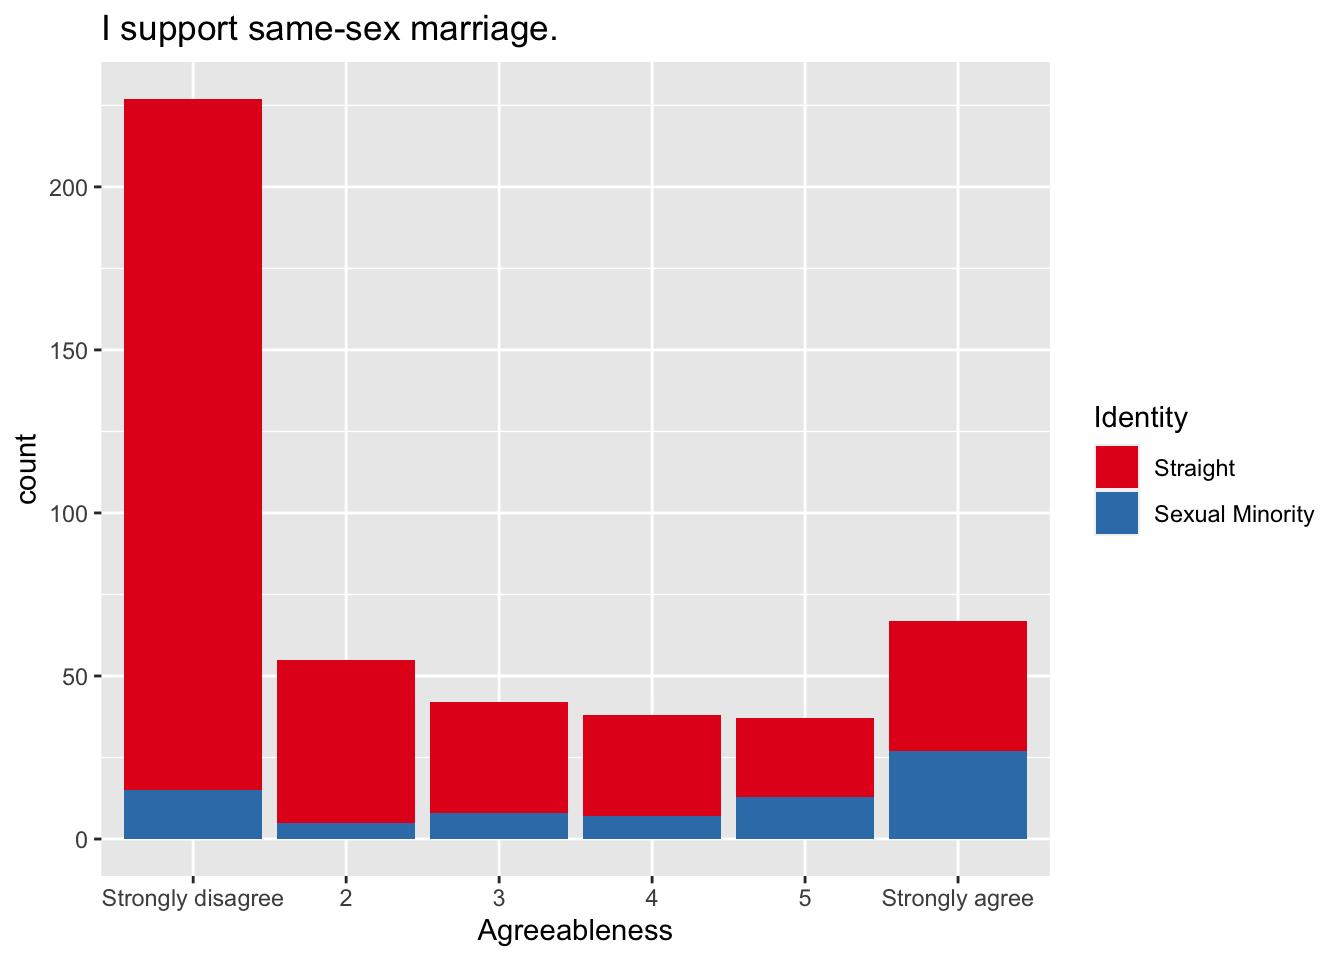 I support same-sex marriage.
count
200
150
100
50
0
Strongly disagree 2 3 4 5 Strongly agree
Agreeableness
Identity
Straight
Sexual Minority